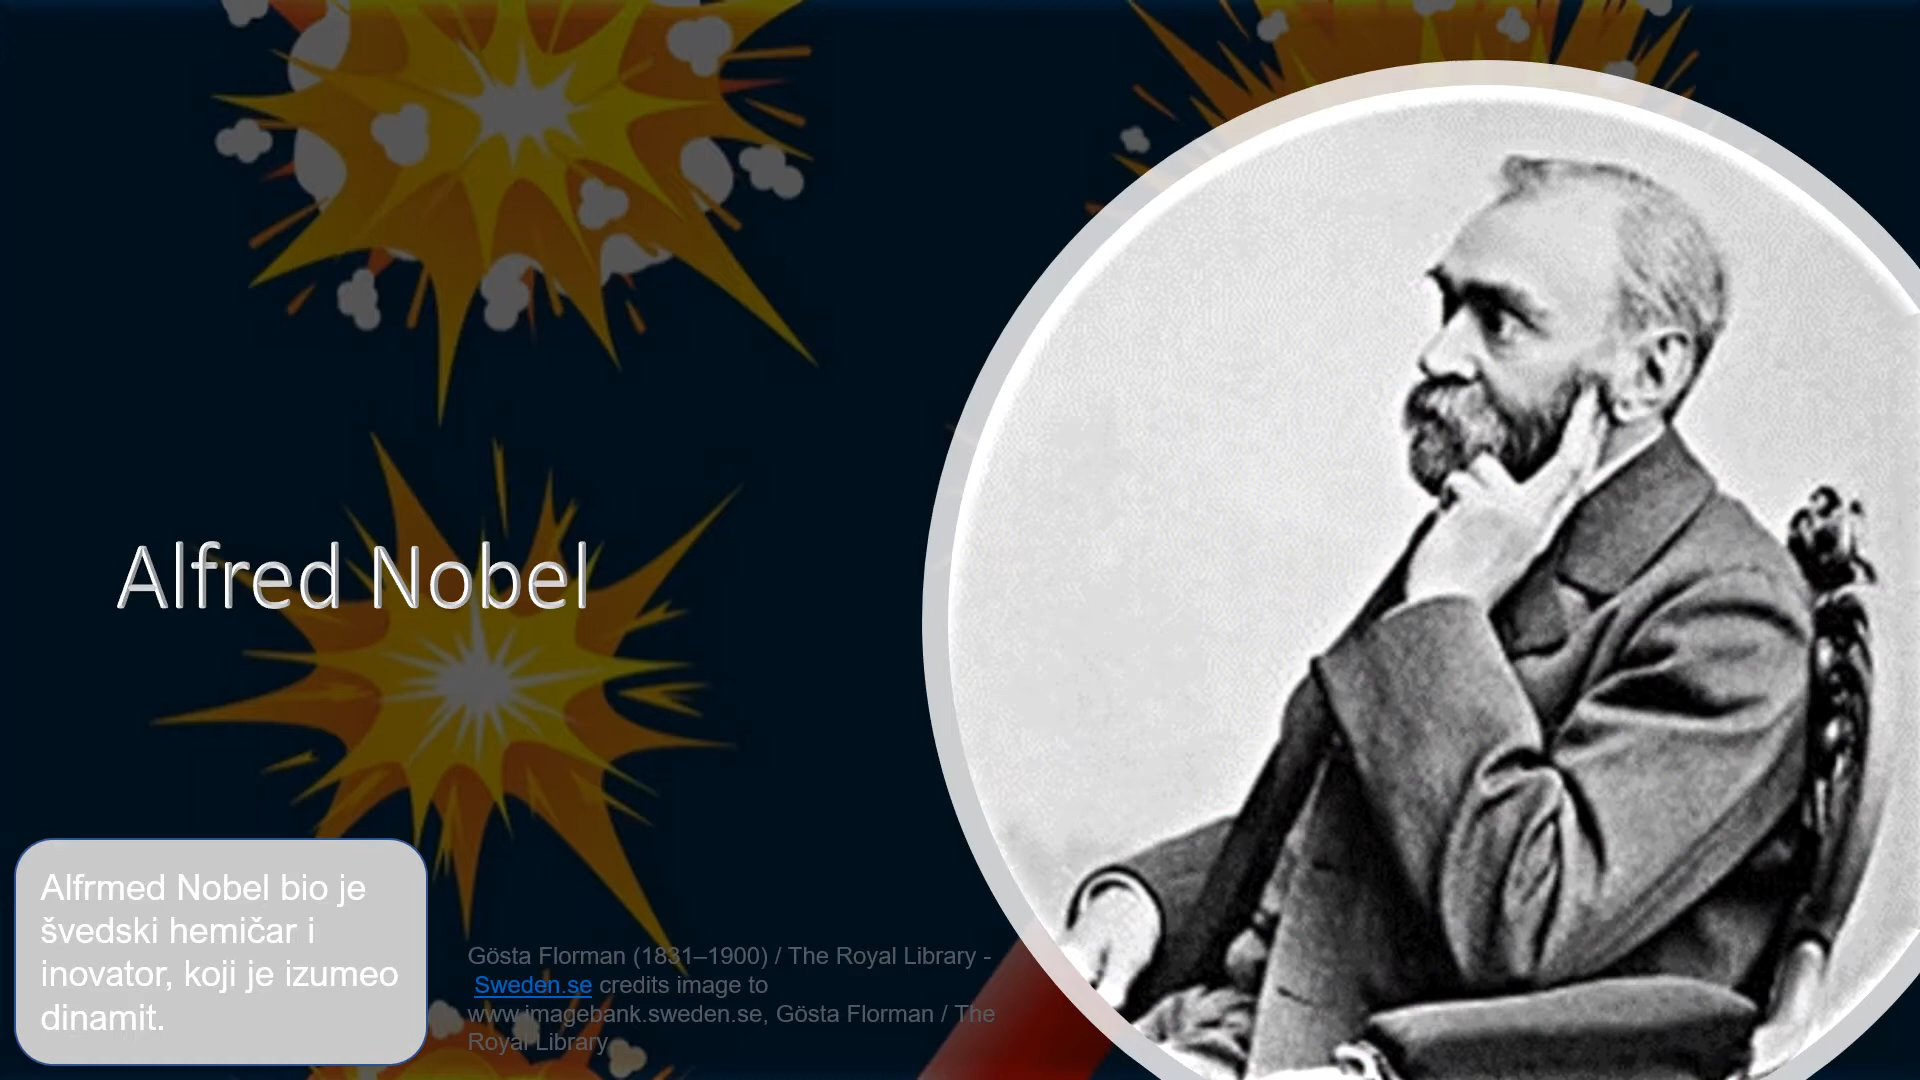 Alfred Nobel
Alfrmed Nobel bio je
švedski hemičar i
inovator, koji je izumeo
dinamit.
Gösta Florman (1831–1900) / The Royal Library -
Sweden.se credits image to
www.imagebank.sweden.se, Gösta Florman / The
Royal Library